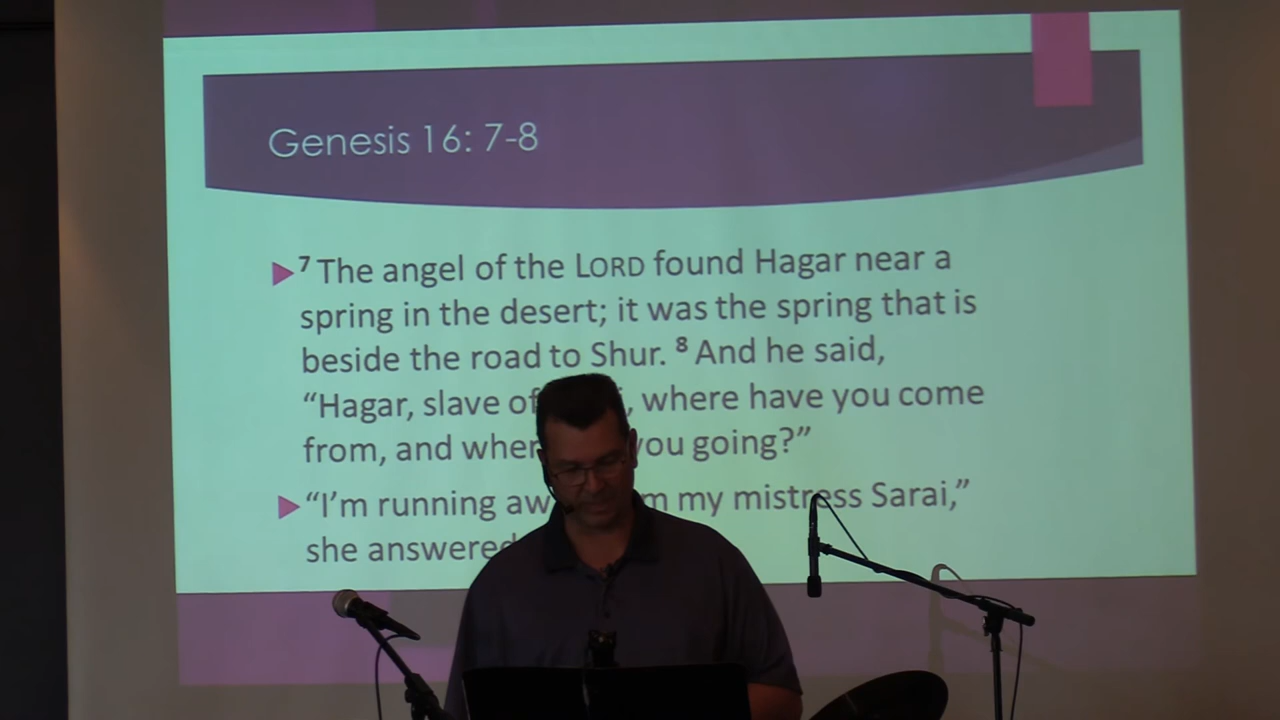 Genesis 16: 7-8
7 The angel of the LORD found Hagar near a
spring in the desert; it was the spring that is
beside the road to Shur. 8 And he said,
“Hagar, slave of , where have you come
from, and you going?”
“I’m running my mistress Sarai,”
she answered